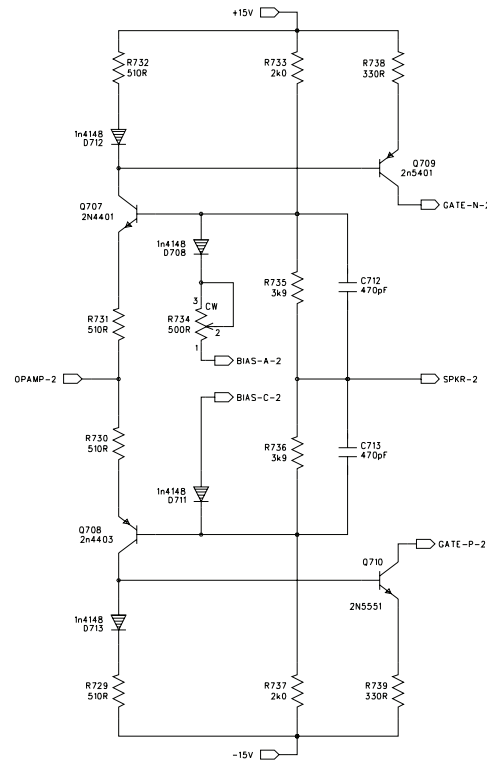 +15V
R732
510R
R733
2k0
R738
330R
1n4148
D712
Q709
2n5401
Q707
2N4401
GATE-N-2
1n4148
D708
R735
3k9
C712
470pF
R731
510R
3
CW
R734
500R
2
1
BIAS-A-2
OPAMP-2
SPKR-2
BIAS-C-2
R730
510R
R736
3k9
C713
470pF
1n4148
D711
Q708
2n4403
GATE-P-2
Q710
2N5551
1n4148
D713
R729
510R
R737
2k0
R739
330R
-15V